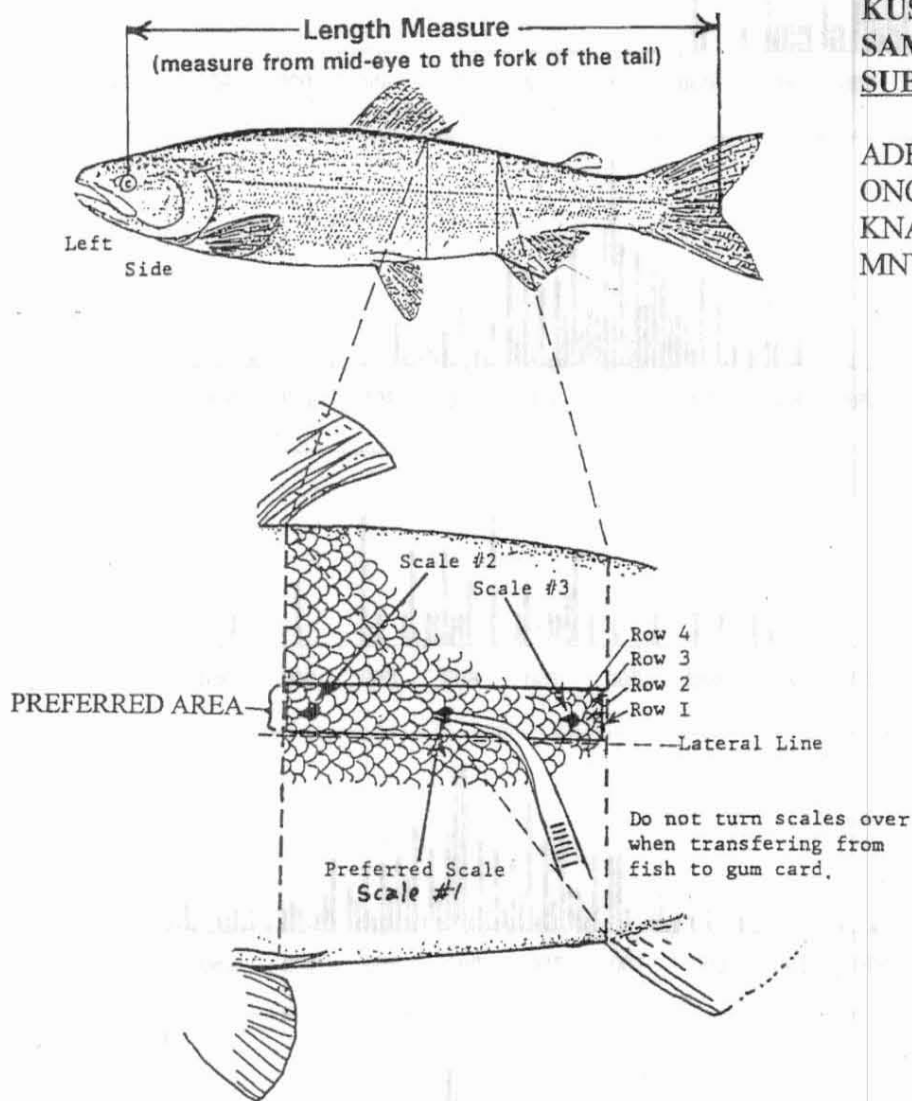 Length Measure
(measure from mid-eye to the fork of the tail)
Left
Side
Scale #2
Scale #3
Row 4
Row 3
Row 2
Row I
PREFERRED AREA
Lateral Line
Do not turn scales over
when transfering from
fish to gum card.
Preferred Scale
Scale #1